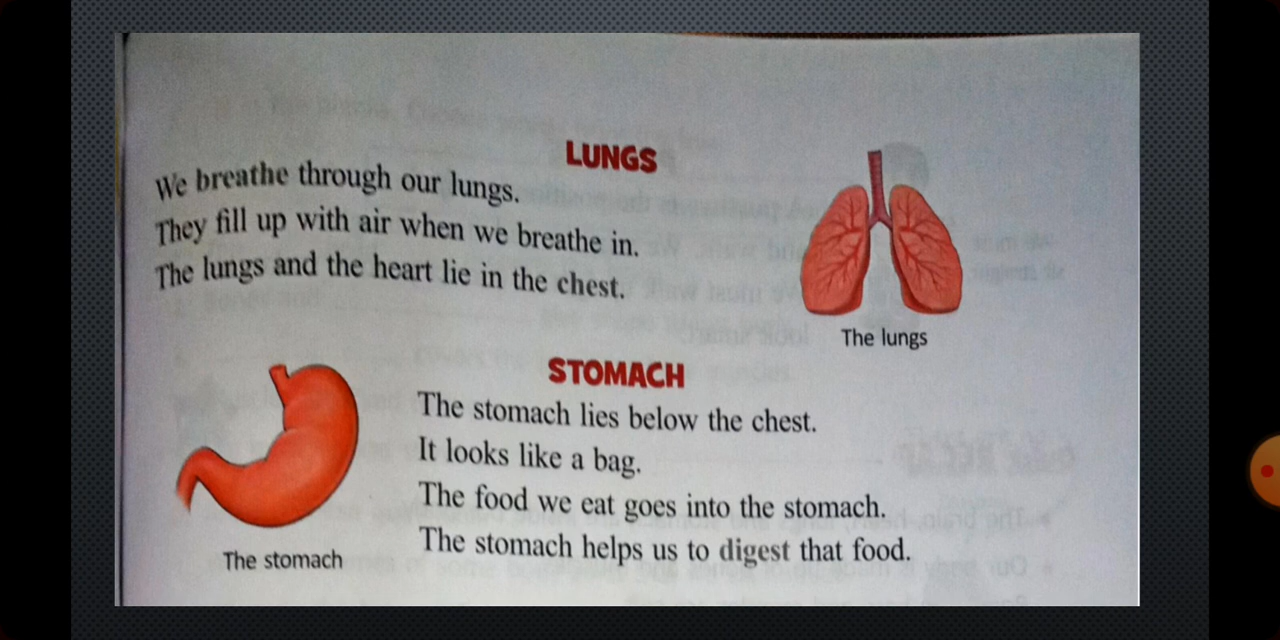 LUNGS
We breathe through our lungs.
They fill up with air when we breathe in.
The lungs and the heart lie in the chest.
The lungs
STOMACH
The stomach lies below the chest.
It looks like a bag.
The food we eat goes into the stomach.
The stomach helps us to digest that food.
The stomach